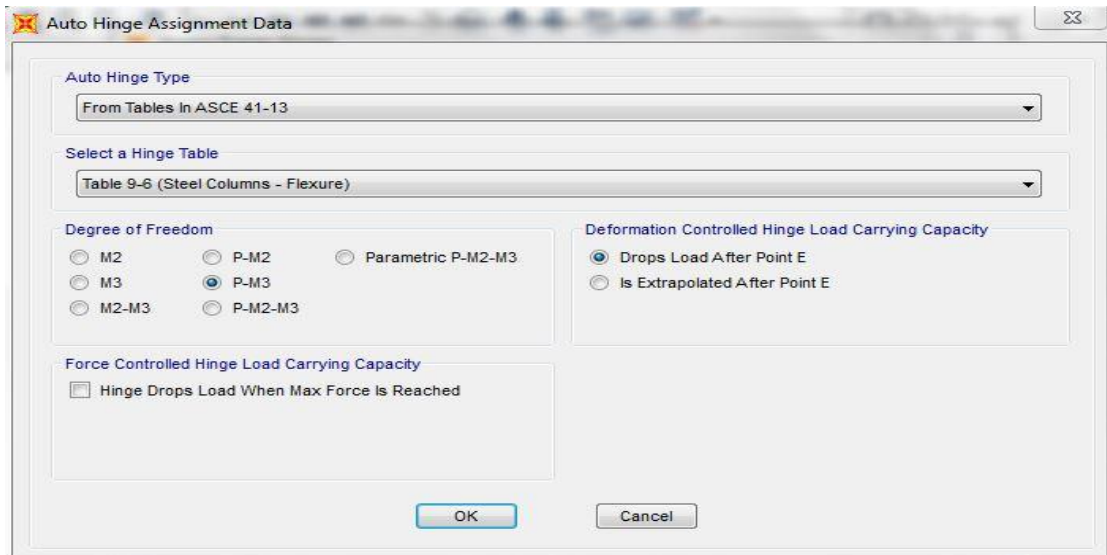 Auto Hinge Assignment Data
Auto Hinge Type
From Tables In ASCE 41-13
Select a Hinge Table
Table 9-6 (Steel Columns - Flexure)
Degree of Freedom
M2 P-M2 Parametric P-M2-M3
M3 P-M3
M2-M3 P-M2-M3
Deformation Controlled Hinge Load Carrying Capacity
Drops Load After Point E
Is Extrapolated After Point E
Force Controlled Hinge Load Carrying Capacity
Hinge Drops Load When Max Force Is Reached
OK Cancel